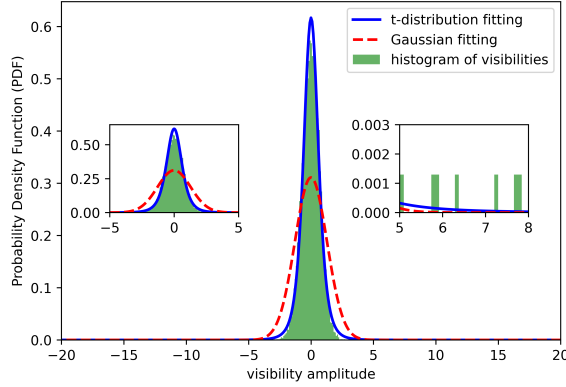 t-distribution fitting
Gaussian fitting
histogram of visibilities
Probability Density Function (PDF)
0.6
0.5
0.4
0.3
0.2
0.1
0.0
0.50
0.25
0.00
−5 0 5
0.003
0.002
0.001
0.000
5 6 7 8
−20 −15 −10 −5 0 5 10 15 20
visibility amplitude